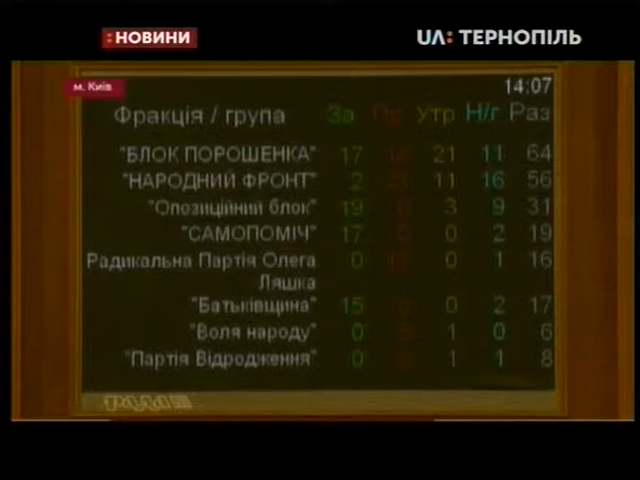 :НОВИНИ
UA: ТЕРНОПІЛЬ
м. Київ
14:07
Фракція / група За Утр Н/г Раз
"БЛОК ПОРОШЕНКА" 17 21 11 64
"НАРОДНИЙ ФРОНТ" 2 11 16 56
"Опозиційний блок" 19 0 3 9 31
"САМОПОМІЧ" 17 0 0 2 19
Радикальна Партія Олега 0 0 1 16
Ляшка
"Батьківщина" 15 0 2 17
"Воля народу" 0 1 0 6
"Партія Відродження" 0 1 1 8
РАДА